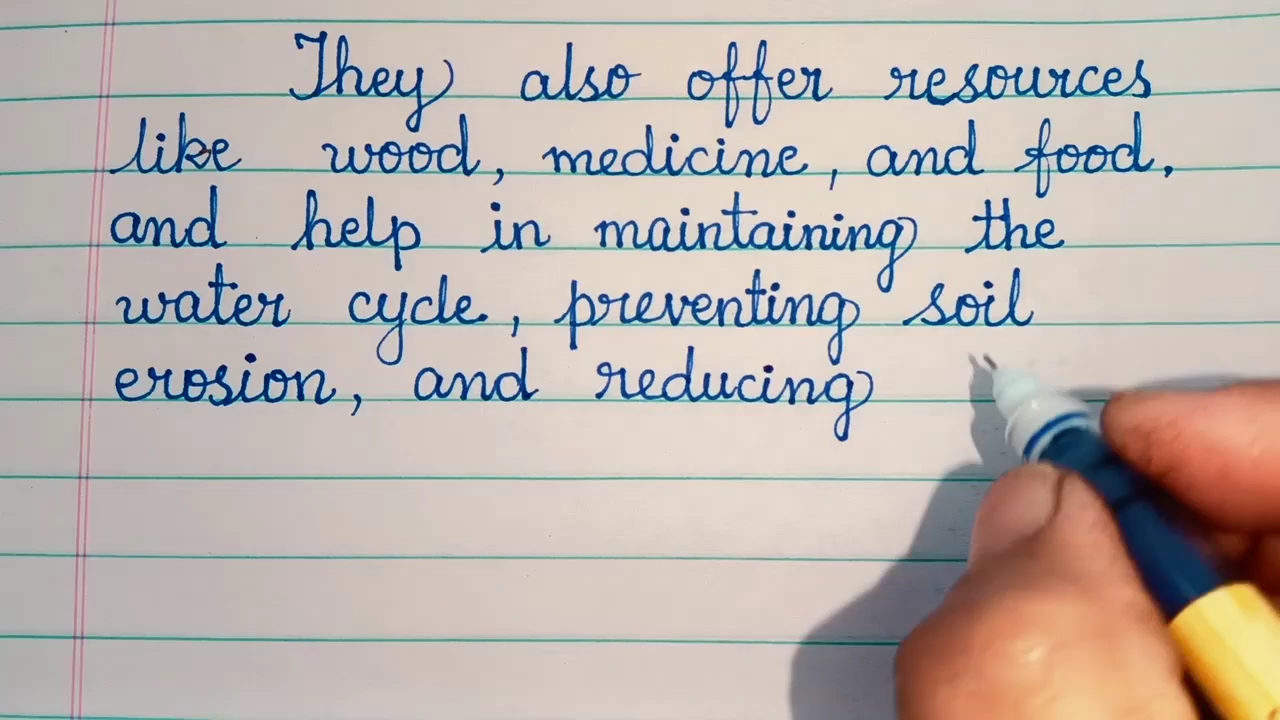 They also offer resources
like wood, medicine, and food,
and help in maintaining the
water cycle, preventing soil
erosion, and reducing